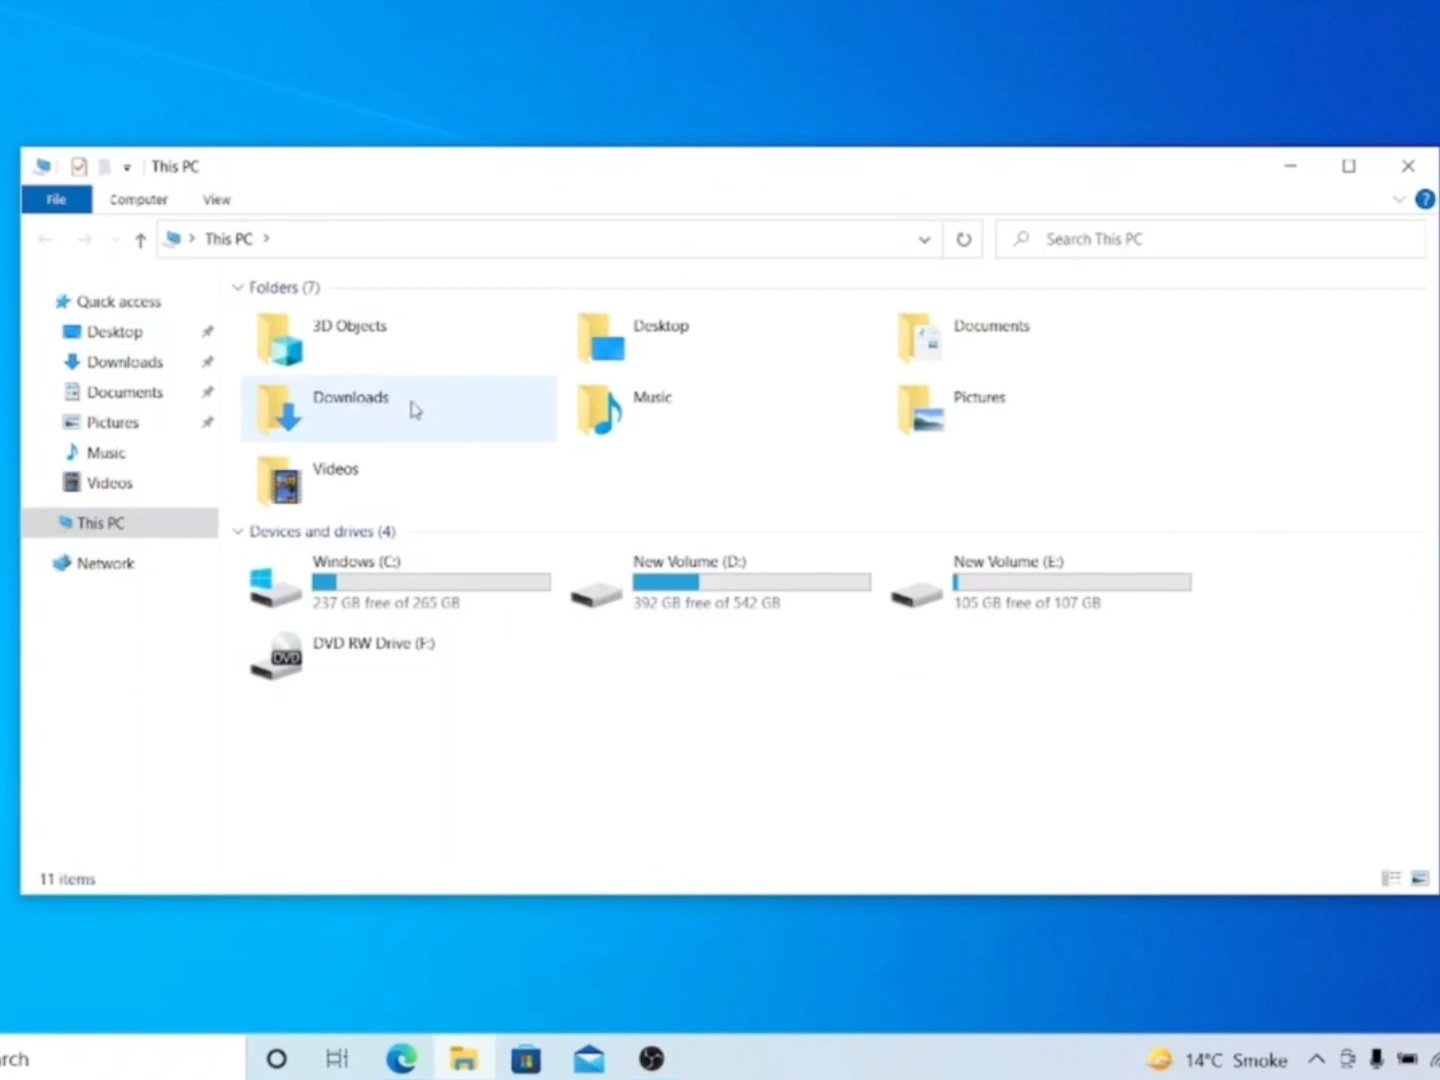 This PC
File Computer View
?
This PC
Search This PC
Quick access
Desktop
Downloads
Documents
Pictures
Music
Videos
This PC
Network
Folders (7)
3D Objects
Desktop
Documents
Downloads
Music
Pictures
Videos
Devices and drives (4)
Windows (C:)
237 GB free of 265 GB
New Volume (D:)
392 GB free of 542 GB
New Volume (E:)
105 GB free of 107 GB
DVD
DVD RW Drive (F:)
11 items
rch
14°C Smoke